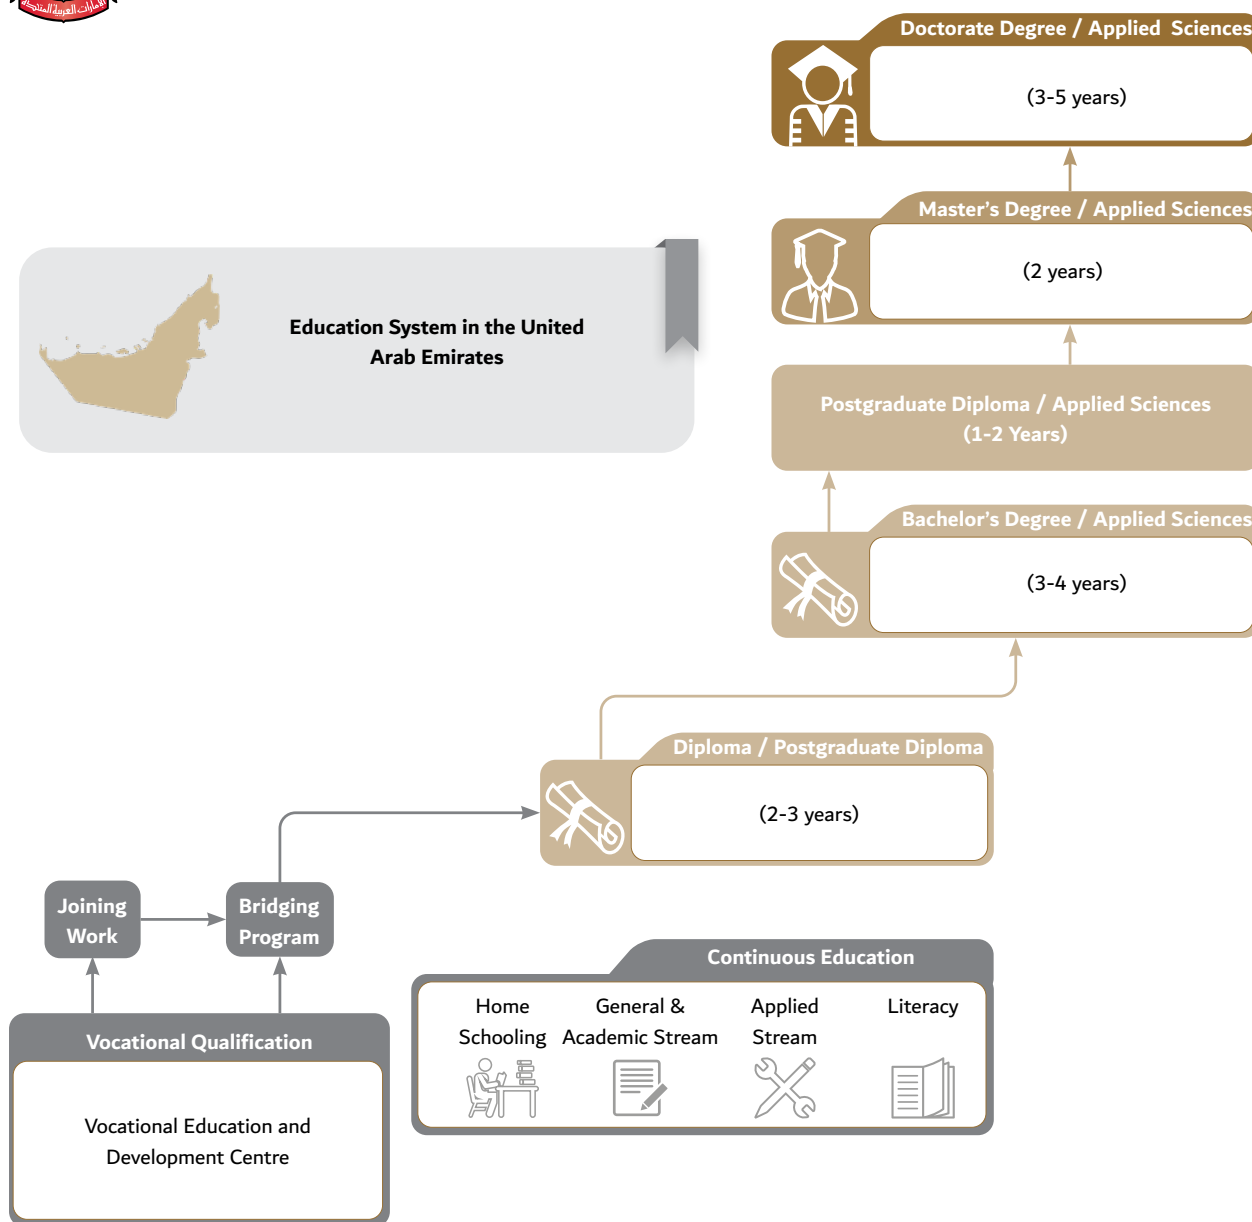 الإمارات العربية المتحدة
Doctorate Degree / Applied Sciences
(3-5 years)
Master's Degree / Applied Sciences
(2 years)
Education System in the United
Arab Emirates
Postgraduate Diploma / Applied Sciences
(1-2 Years)
Bachelor's Degree / Applied Sciences
(3-4 years)
Diploma / Postgraduate Diploma
(2-3 years)
Joining
Work
Bridging
Program
Continuous Education
Home
Schooling
General &
Academic Stream
Applied
Stream
Literacy
Vocational Qualification
Vocational Education and
Development Centre